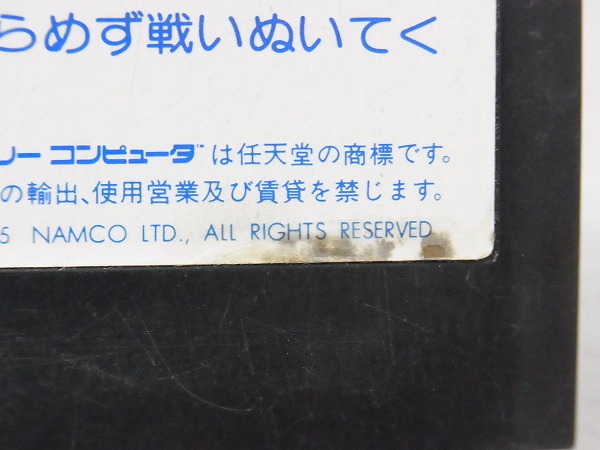 らめず戦いぬいてく
リー コンピュータ™は任天堂の商標です。
の輸出、使用営業及び賃貸を禁じます。
5 NAMCO LTD., ALL RIGHTS RESERVED